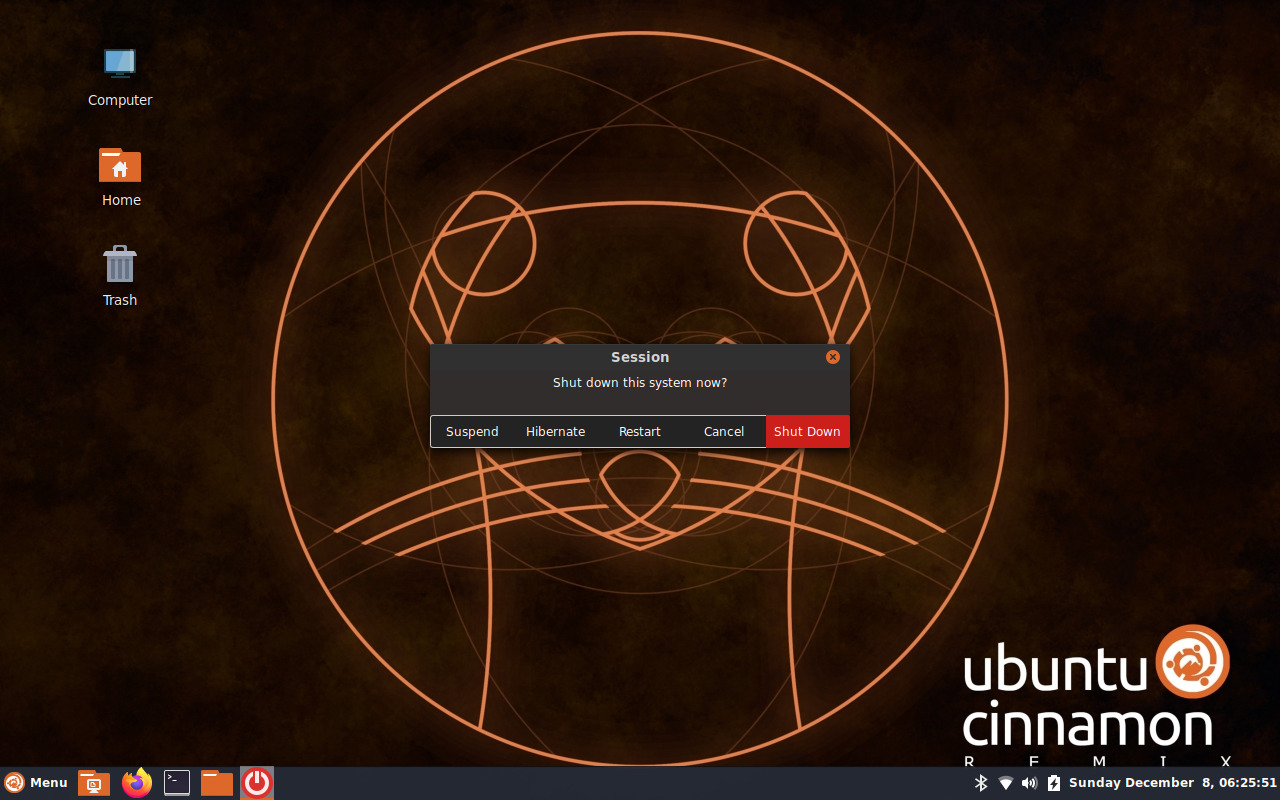 Computer
Home
Trash
Session
Shut down this system now?
Suspend Hibernate Restart Cancel Shut Down
ubuntu
cinnamon
R E M I X
Menu
>_
Sunday December 8, 06:25:51